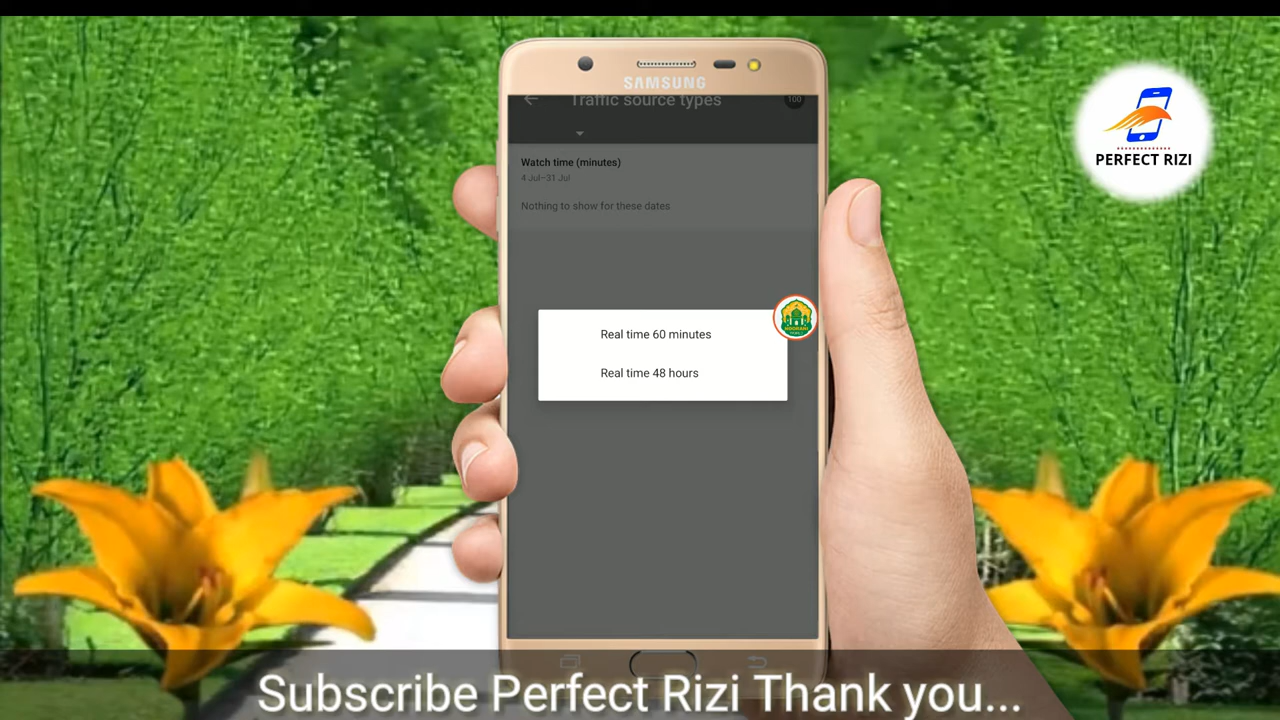 SAMSUNG
Traffic source types
100
Watch time (minutes)
4 Jul–31 Jul
Nothing to show for these dates
Real time 60 minutes
Real time 48 hours
PERFECT RIZI
Subscribe Perfect Rizi Thank you...